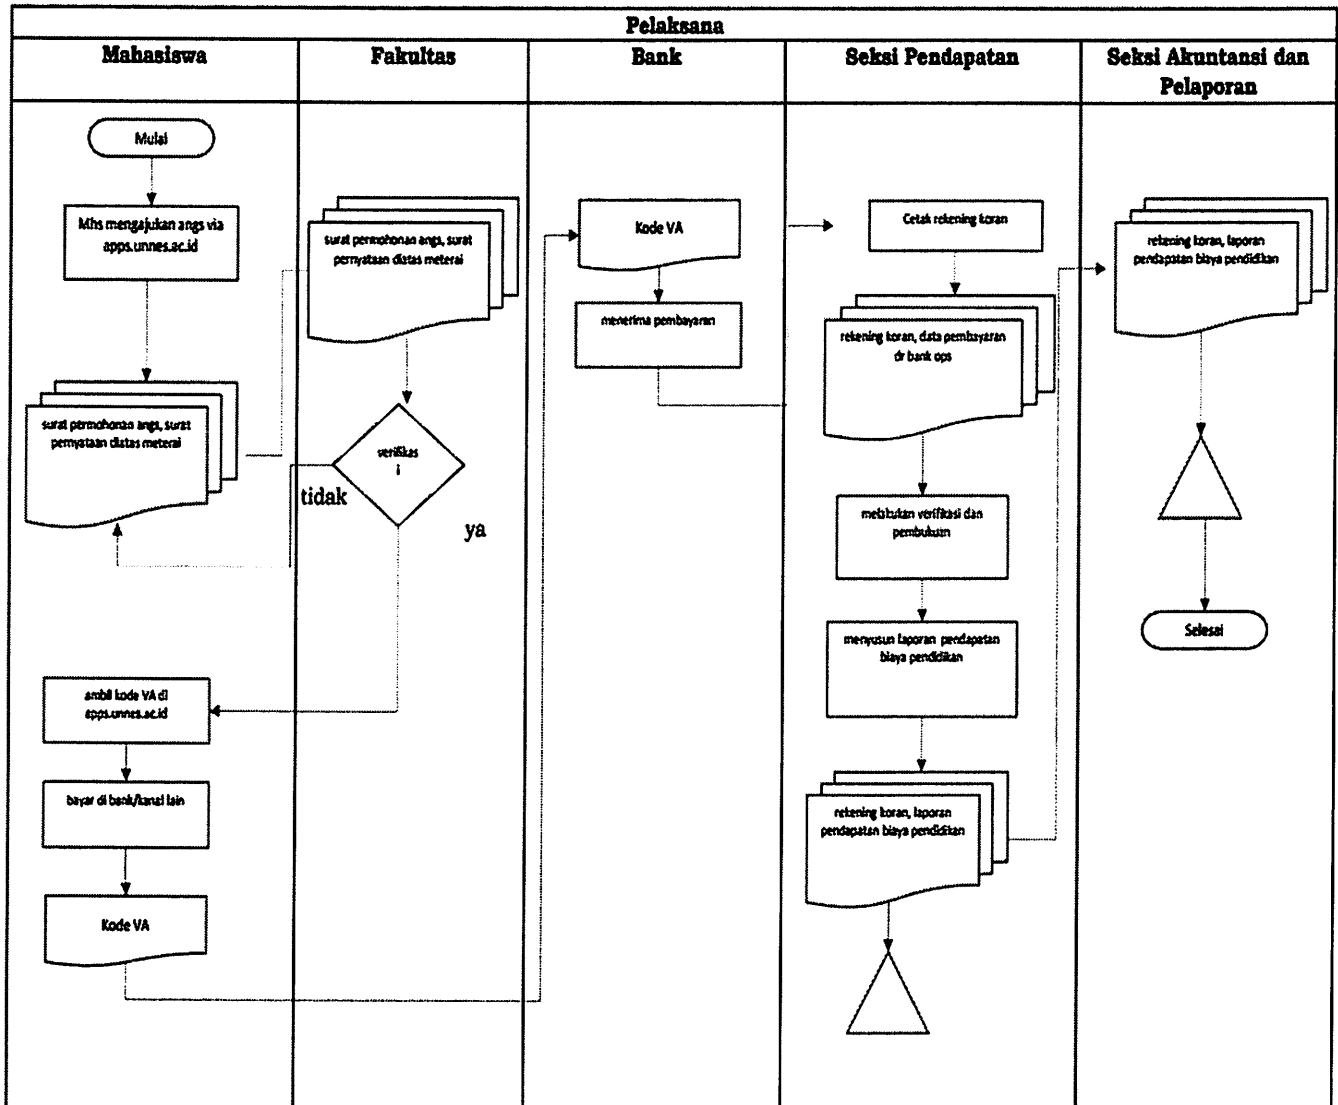 Pelaksana
Mahasiswa
Fakultas
Bank
Seksi Pendapatan
Seksi Akuntansi dan
Pelaporan
Mulai
Mhs mengajukan angs via
apps.unnes.ac.id
surat permohonan angs, surat
pernyataan diatas meterai
ambil kode VA di
apps.unnes.ac.id
bayar di bank/kanal lain
Kode VA
surat permohonan angs, surat
pernyataan diatas meterai
verifikas
i
tidak
ya
Kode VA
menerima pembayaran
Cetak rekening koran
rekening koran, data pembayaran
dr bank ops
melakukan verifikasi dan
pembukuan
menyusun laporan pendapatan
biaya pendidikan
rekening koran, laporan
pendapatan biaya pendidikan
rekening koran, laporan
pendapatan biaya pendidikan
Selesai